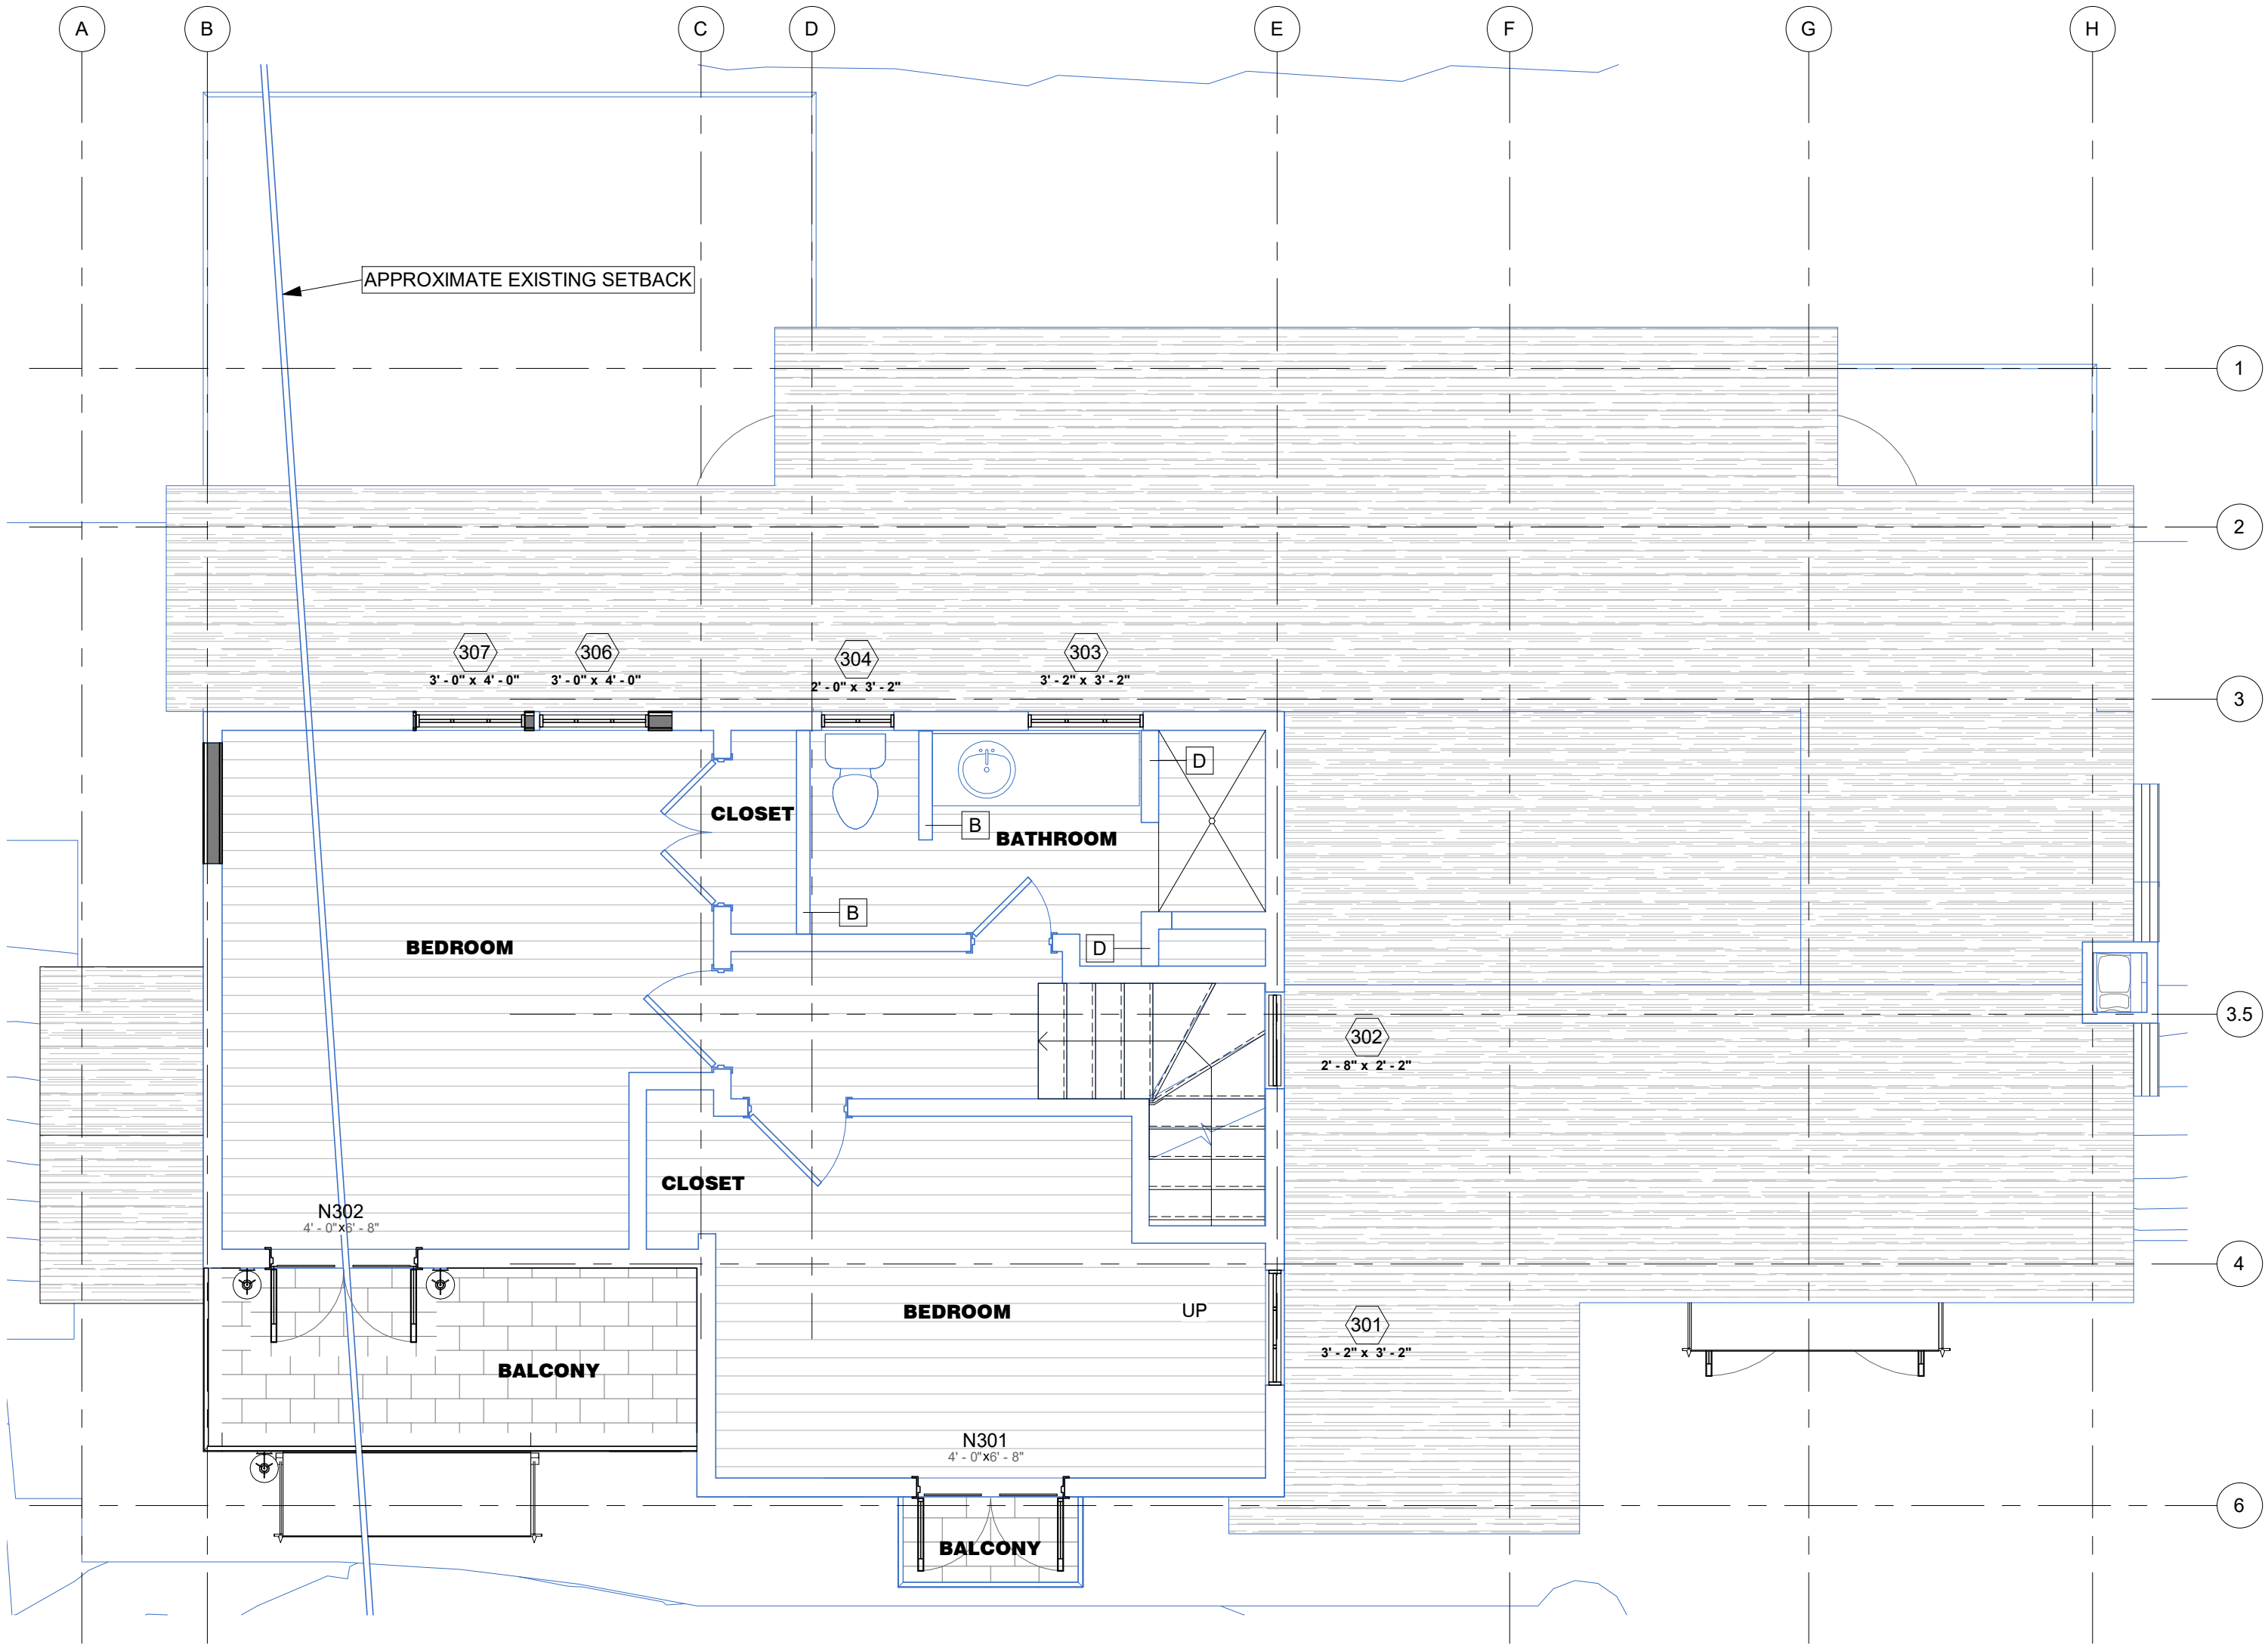 A
B
C
D
E
F
G
H
APPROXIMATE EXISTING SETBACK
1
2
307
3' - 0" x 4' - 0"
306
3' - 0" x 4' - 0"
304
2' - 0" x 3' - 2"
303
3' - 2" x 3' - 2"
3
D
CLOSET
B
BATHROOM
B
BEDROOM
D
3.5
302
2' - 8" x 2' - 2"
CLOSET
N302
4' - 0"x6' - 8"
4
BEDROOM
UP
301
3' - 2" x 3' - 2"
BALCONY
N301
4' - 0"x6' - 8"
6
BALCONY